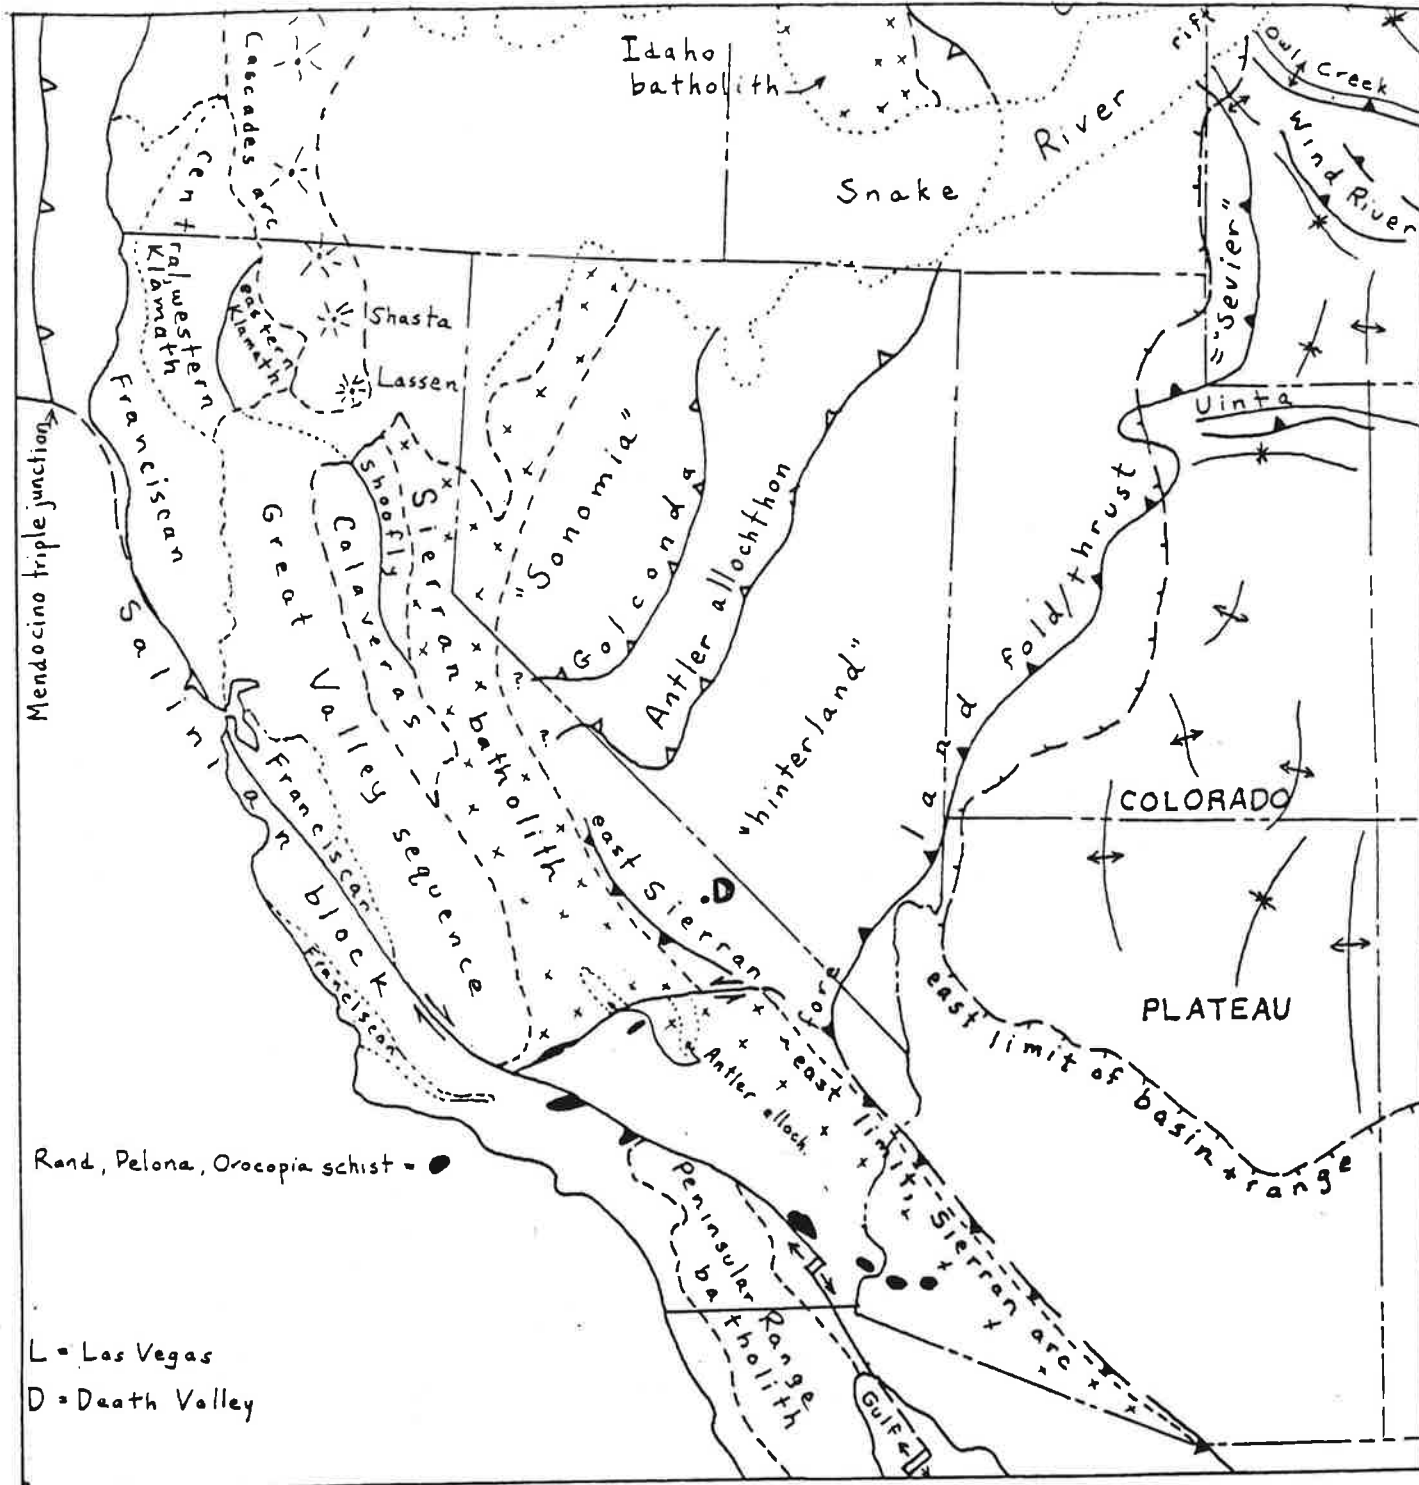 Cascades arc
Idaho
batholith
rift
Owl Creek
Wind River
River
Snake
"Sevier"
Central, western
Klamath
eastern
Klamath
Shasta
Lassen
Uinta
Franciscan
Mendocino triple junction
Great Valley sequence
Calaveras
Shoofly
Sierran batholith
"Sonomia"
Golconda
Antler allochthon
"hinterland"
foreland fold/thrust
Salinian block
Franciscan
Franciscan
?
?
east Sierran
.D
COLORADO
PLATEAU
east limit of basin + range
Antler
alloch.
east limit, Sierran arc
Rand, Pelona, Orocopia schist =
Peninsular Range
batholith
Gulf
L = Las Vegas
D = Death Valley